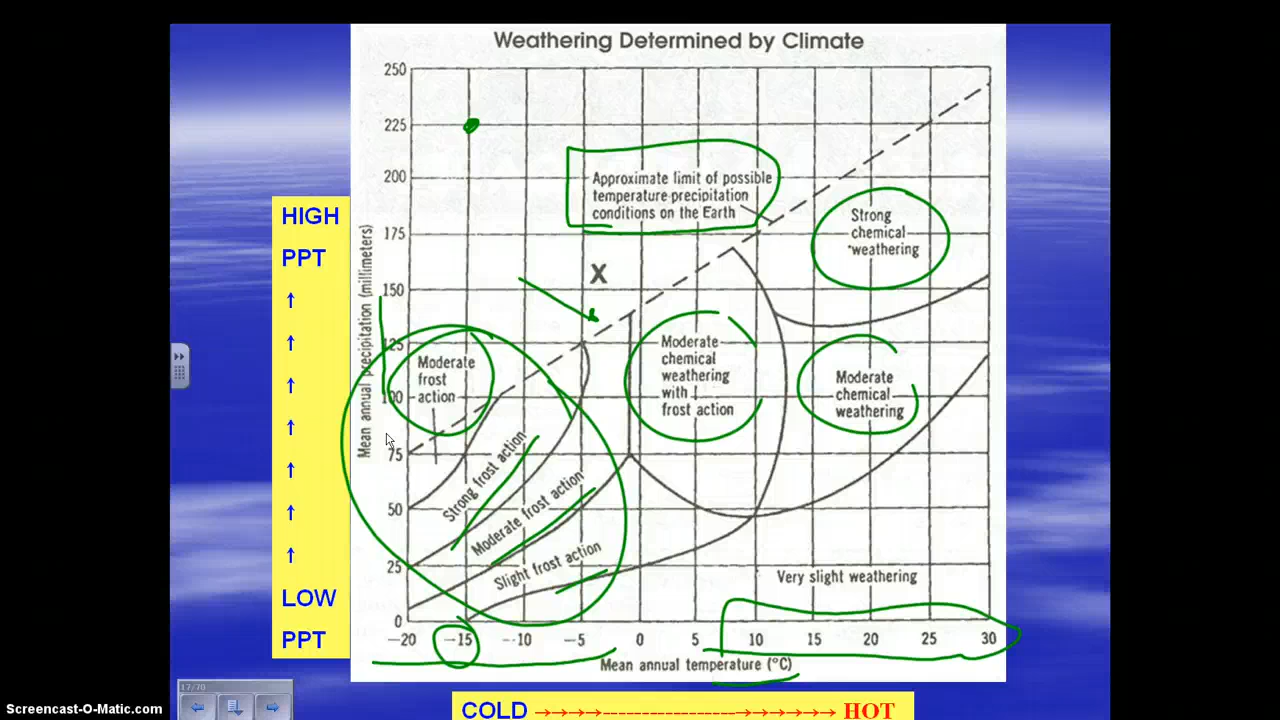 Weathering Determined by Climate
250
225
200
175
150
125
100
75
50
25
0
Mean annual precipitation (millimeters)
Approximate limit of possible
temperature-precipitation
conditions on the Earth
Strong
chemical
weathering
X
Moderate
frost
action
Moderate
chemical
weathering
with
frost action
Moderate
chemical
weathering
Strong frost action
Moderate frost action
Slight frost action
Very slight weathering
−20 −15 −10 −5 0 5 10 15 20 25 30
Mean annual temperature (°C)
HIGH
PPT
↑
↑
↑
↑
↑
↑
↑
LOW
PPT
17/70
COLD →→→→--------------------→→→→→→→ HOT
Screencast-O-Matic.com